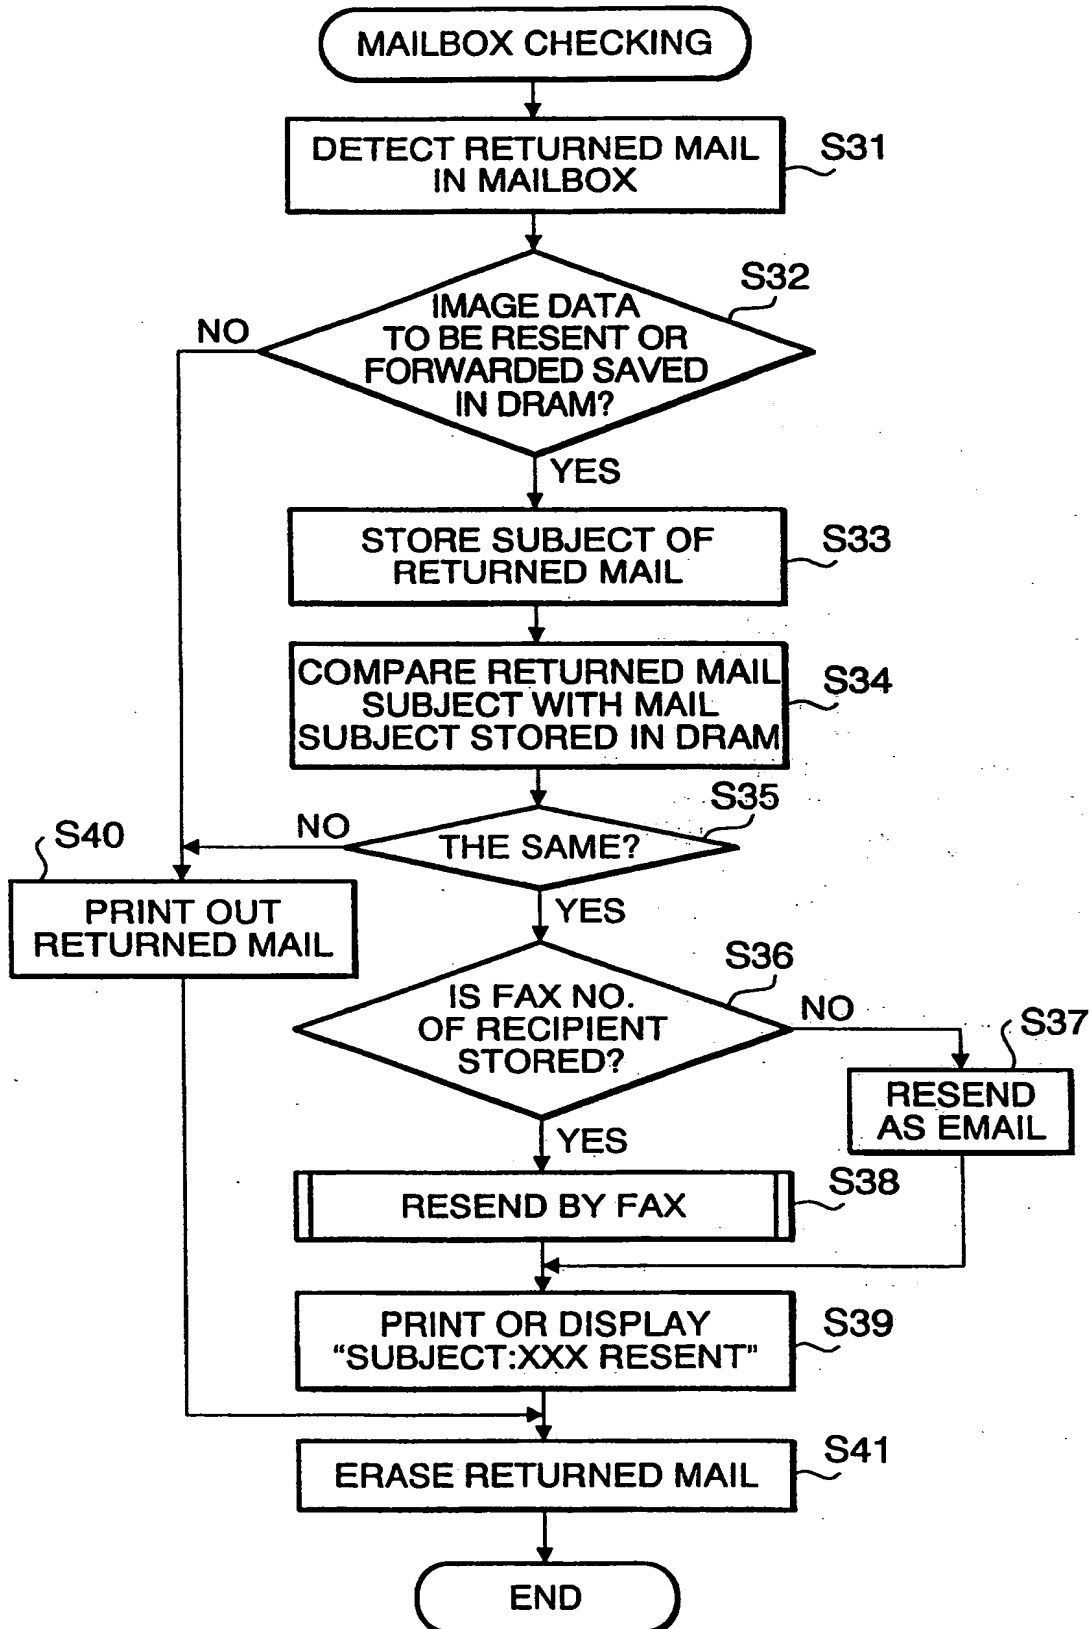 MAILBOX CHECKING
DETECT RETURNED MAIL
IN MAILBOX
S31
S32
IMAGE DATA
TO BE RESENT OR
FORWARDED SAVED
IN DRAM?
NO
YES
STORE SUBJECT OF
RETURNED MAIL
S33
COMPARE RETURNED MAIL
SUBJECT WITH MAIL
SUBJECT STORED IN DRAM
S34
S35
THE SAME?
NO
S40
PRINT OUT
RETURNED MAIL
YES
S36
IS FAX NO.
OF RECIPIENT
STORED?
NO
S37
RESEND
AS EMAIL
YES
RESEND BY FAX
S38
PRINT OR DISPLAY
“SUBJECT:XXX RESENT”
S39
ERASE RETURNED MAIL
S41
END